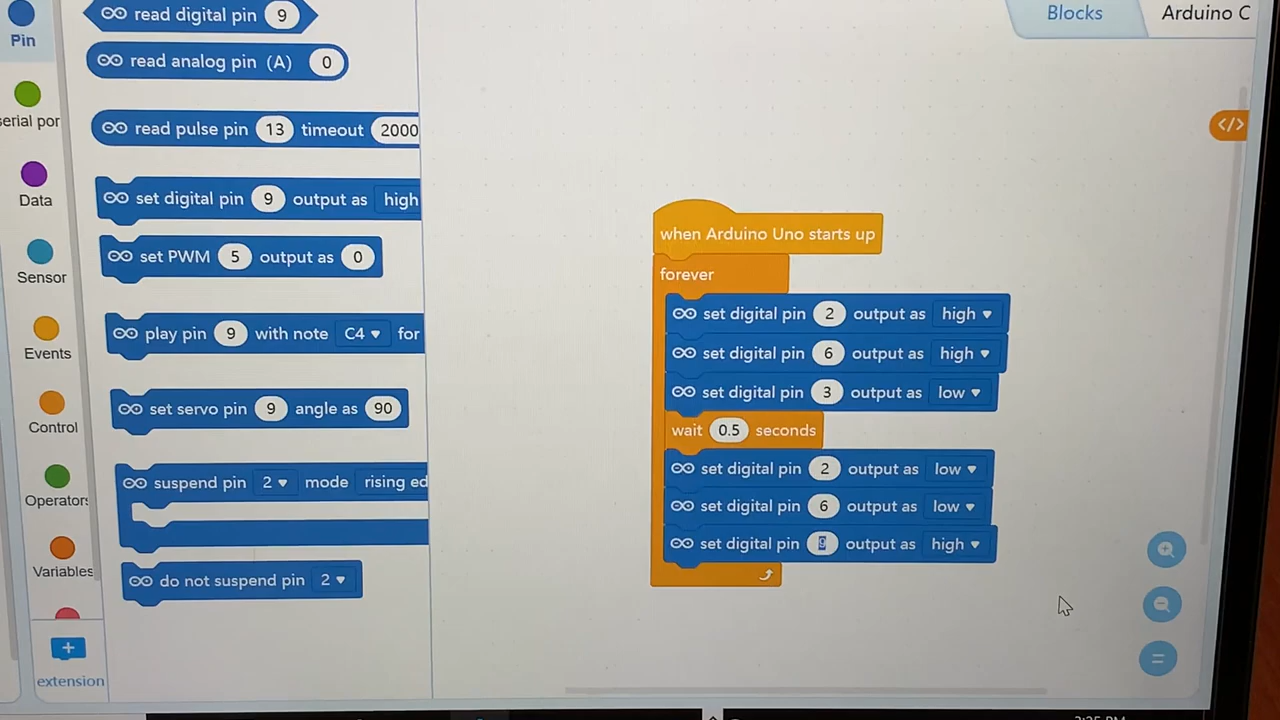 Pin
serial por
Data
Sensor
Events
Control
Operators
Variables
extension
read digital pin 9
read analog pin (A) 0
read pulse pin 13 timeout 2000
set digital pin 9 output as high
set PWM 5 output as 0
play pin 9 with note C4 for
set servo pin 9 angle as 90
suspend pin 2 mode rising ed
do not suspend pin 2
Blocks
Arduino C
</>
when Arduino Uno starts up
forever
set digital pin 2 output as high
set digital pin 6 output as high
set digital pin 3 output as low
wait 0.5 seconds
set digital pin 2 output as low
set digital pin 6 output as low
set digital pin 9 output as high